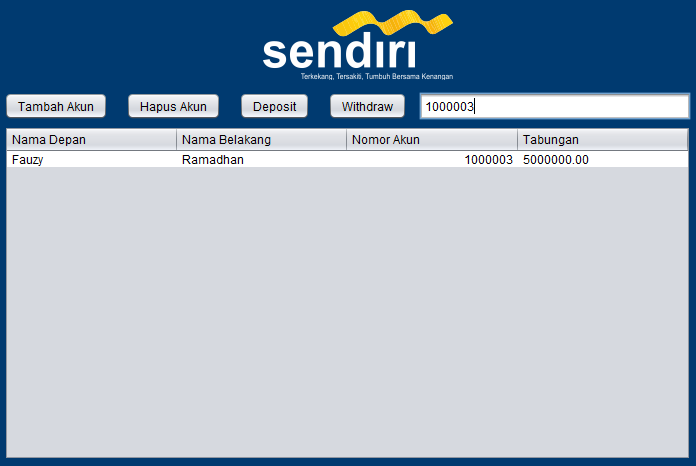 sendiri
Terkekang, Tersakiti, Tumbuh Bersama Kenangan
Tambah Akun Hapus Akun Deposit Withdraw 1000003
Nama Depan Nama Belakang Nomor Akun Tabungan
Fauzy Ramadhan 1000003 5000000.00